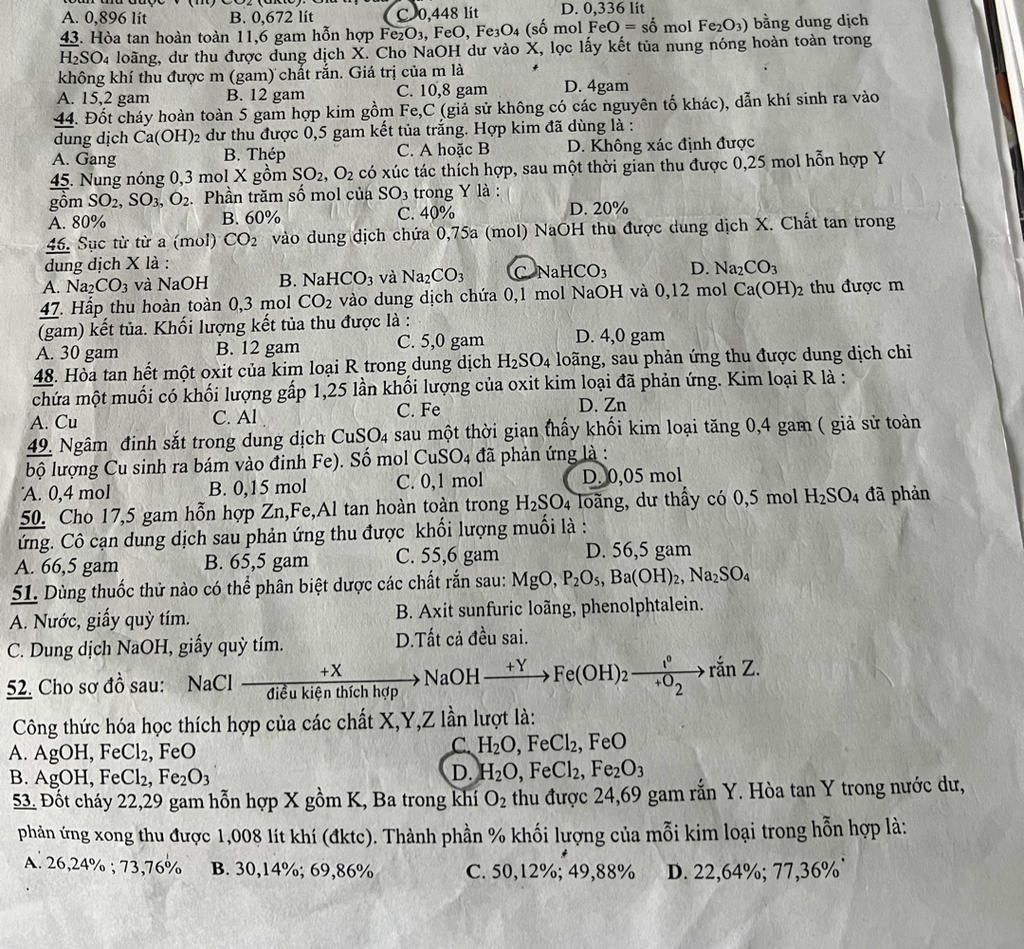 A. 0,896 lít B. 0,672 lít C. 0,448 lít D. 0,336 lít
43. Hòa tan hoàn toàn 11,6 gam hỗn hợp Fe₂O₃, FeO, Fe₃O₄ (số mol FeO = số mol Fe₂O₃) bằng dung dịch
H₂SO₄ loãng, dư thu được dung dịch X. Cho NaOH dư vào X, lọc lấy kết tủa nung nóng hoàn toàn trong
không khí thu được m (gam) chất rắn. Giá trị của m là
A. 15,2 gam B. 12 gam C. 10,8 gam D. 4gam
44. Đốt cháy hoàn toàn 5 gam hợp kim gồm Fe,C (giả sử không có các nguyên tố khác), dẫn khí sinh ra vào
dung dịch Ca(OH)₂ dư thu được 0,5 gam kết tủa trắng. Hợp kim đã dùng là :
A. Gang B. Thép C. A hoặc B D. Không xác định được
45. Nung nóng 0,3 mol X gồm SO₂, O₂ có xúc tác thích hợp, sau một thời gian thu được 0,25 mol hỗn hợp Y
gồm SO₂, SO₃, O₂. Phần trăm số mol của SO₃ trong Y là :
A. 80% B. 60% C. 40% D. 20%
46. Sục từ từ a (mol) CO₂ vào dung dịch chứa 0,75a (mol) NaOH thu được dung dịch X. Chất tan trong
dung dịch X là :
A. Na₂CO₃ và NaOH B. NaHCO₃ và Na₂CO₃ C. NaHCO₃ D. Na₂CO₃
47. Hấp thu hoàn toàn 0,3 mol CO₂ vào dung dịch chứa 0,1 mol NaOH và 0,12 mol Ca(OH)₂ thu được m
(gam) kết tủa. Khối lượng kết tủa thu được là :
A. 30 gam B. 12 gam C. 5,0 gam D. 4,0 gam
48. Hòa tan hết một oxit của kim loại R trong dung dịch H₂SO₄ loãng, sau phản ứng thu được dung dịch chỉ
chứa một muối có khối lượng gấp 1,25 lần khối lượng của oxit kim loại đã phản ứng. Kim loại R là :
A. Cu C. Al C. Fe D. Zn
49. Ngâm đinh sắt trong dung dịch CuSO₄ sau một thời gian thấy khối kim loại tăng 0,4 gam ( giả sử toàn
bộ lượng Cu sinh ra bám vào đinh Fe). Số mol CuSO₄ đã phản ứng là :
A. 0,4 mol B. 0,15 mol C. 0,1 mol D. 0,05 mol
50. Cho 17,5 gam hỗn hợp Zn,Fe,Al tan hoàn toàn trong H₂SO₄ loãng, dư thấy có 0,5 mol H₂SO₄ đã phản
ứng. Cô cạn dung dịch sau phản ứng thu được khối lượng muối là :
A. 66,5 gam B. 65,5 gam C. 55,6 gam D. 56,5 gam
51. Dùng thuốc thử nào có thể phân biệt được các chất rắn sau: MgO, P₂O₅, Ba(OH)₂, Na₂SO₄
A. Nước, giấy quỳ tím. B. Axit sunfuric loãng, phenolphtalein.
C. Dung dịch NaOH, giấy quỳ tím. D.Tất cả đều sai.
52. Cho sơ đồ sau: NaCl +X điều kiện thích hợp → NaOH +Y → Fe(OH)₂ t⁰ +O₂ → rắn Z.
Công thức hóa học thích hợp của các chất X,Y,Z lần lượt là:
A. AgOH, FeCl₂, FeO C. H₂O, FeCl₂, FeO
B. AgOH, FeCl₂, Fe₂O₃ D. H₂O, FeCl₂, Fe₂O₃
53. Đốt cháy 22,29 gam hỗn hợp X gồm K, Ba trong khí O₂ thu được 24,69 gam rắn Y. Hòa tan Y trong nước dư,
phản ứng xong thu được 1,008 lít khí (đktc). Thành phần % khối lượng của mỗi kim loại trong hỗn hợp là:
A. 26,24% ; 73,76% B. 30,14%; 69,86% C. 50,12%; 49,88% D. 22,64%; 77,36%